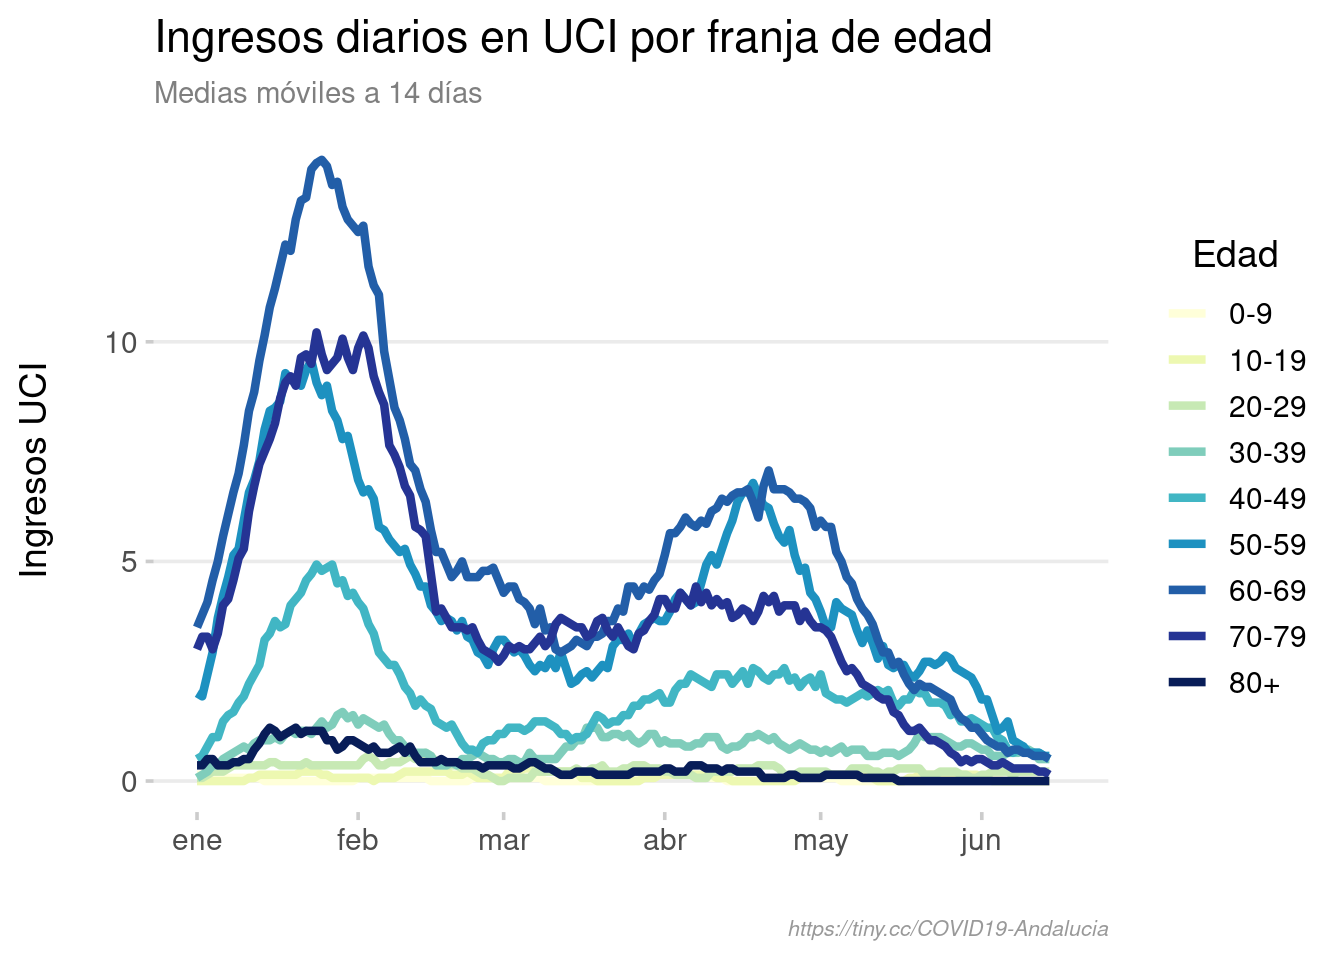 Ingresos diarios en UCI por franja de edad
Medias móviles a 14 días
Ingresos UCI
10
5
0
ene
feb
mar
abr
may
jun
Edad
0-9
10-19
20-29
30-39
40-49
50-59
60-69
70-79
80+
https://tiny.cc/COVID19-Andalucia